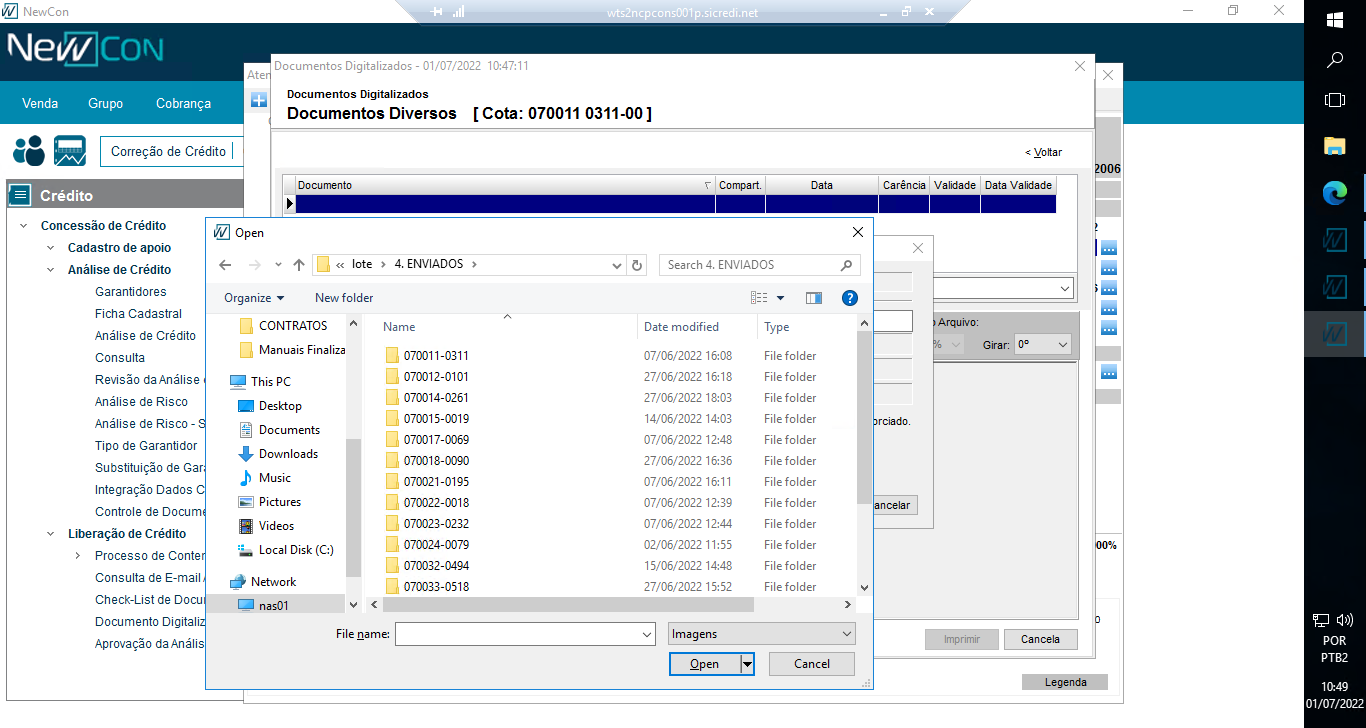 NewCon
wts2ncpcons001p.sicredi.net
NEWCON
Venda Grupo Cobrança
Correção de Crédito
Crédito
Concessão de Crédito
Cadastro de apoio
Análise de Crédito
Garantidores
Ficha Cadastral
Análise de Crédito
Consulta
Revisão da Análise
Análise de Risco
Análise de Risco - S
Tipo de Garantidor
Substituição de Gara
Integração Dados C
Controle de Docume
Liberação de Crédito
Processo de Conter
Consulta de E-mail
Check-List de Docu
Documento Digitaliz
Aprovação da Anális
Aten
Documentos Digitalizados - 01/07/2022 10:47:11
Documentos Digitalizados
Documentos Diversos [ Cota: 070011 0311-00 ]
< Voltar
Documento Compart. Data Carência Validade Data Validade
2006
o Arquivo:
% Girar: 0º
orciado.
ancelar
00%
Imprimir Cancela
Legenda
Open
« lote > 4. ENVIADOS >
Search 4. ENVIADOS
Organize New folder
CONTRATOS
Manuais Finaliza
This PC
Desktop
Documents
Downloads
Music
Pictures
Videos
Local Disk (C:)
Network
nas01
Name Date modified Type
070011-0311 07/06/2022 16:08 File folder
070012-0101 27/06/2022 16:18 File folder
070014-0261 27/06/2022 18:03 File folder
070015-0019 14/06/2022 14:03 File folder
070017-0069 07/06/2022 12:48 File folder
070018-0090 27/06/2022 16:36 File folder
070021-0195 07/06/2022 16:11 File folder
070022-0018 07/06/2022 12:39 File folder
070023-0232 07/06/2022 12:44 File folder
070024-0079 02/06/2022 11:55 File folder
070032-0494 15/06/2022 14:48 File folder
070033-0518 27/06/2022 15:52 File folder
File name: Imagens
Open Cancel
POR
PTB2
10:49
01/07/2022